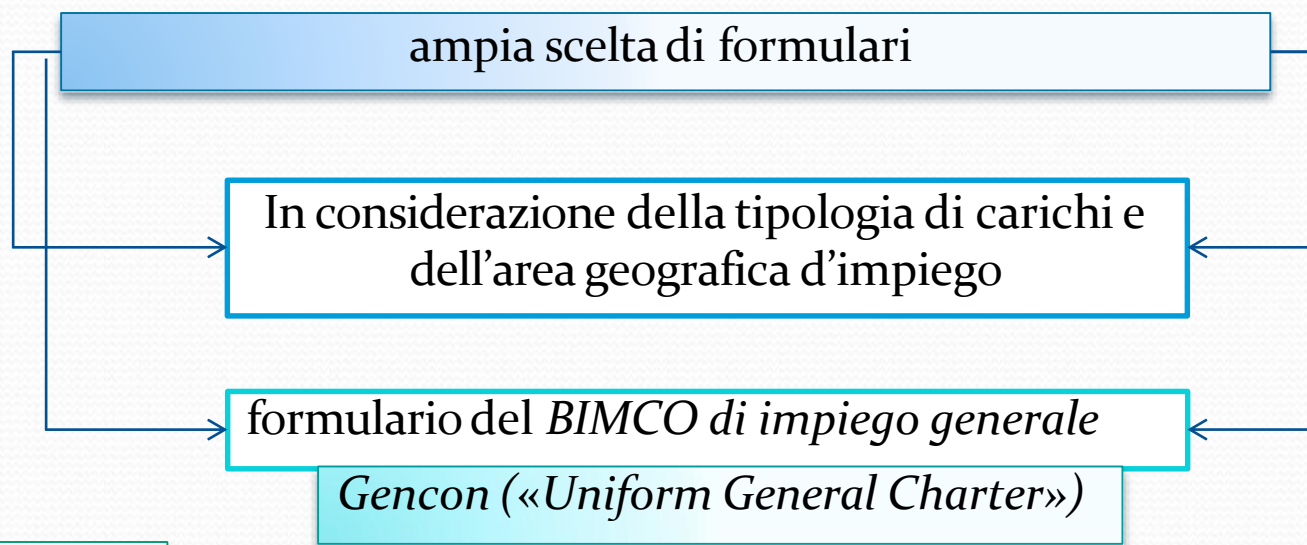 ampia scelta di formulari
In considerazione della tipologia di carichi e
dell’area geografica d’impiego
formulario del BIMCO di impiego generale
Gencon («Uniform General Charter»)